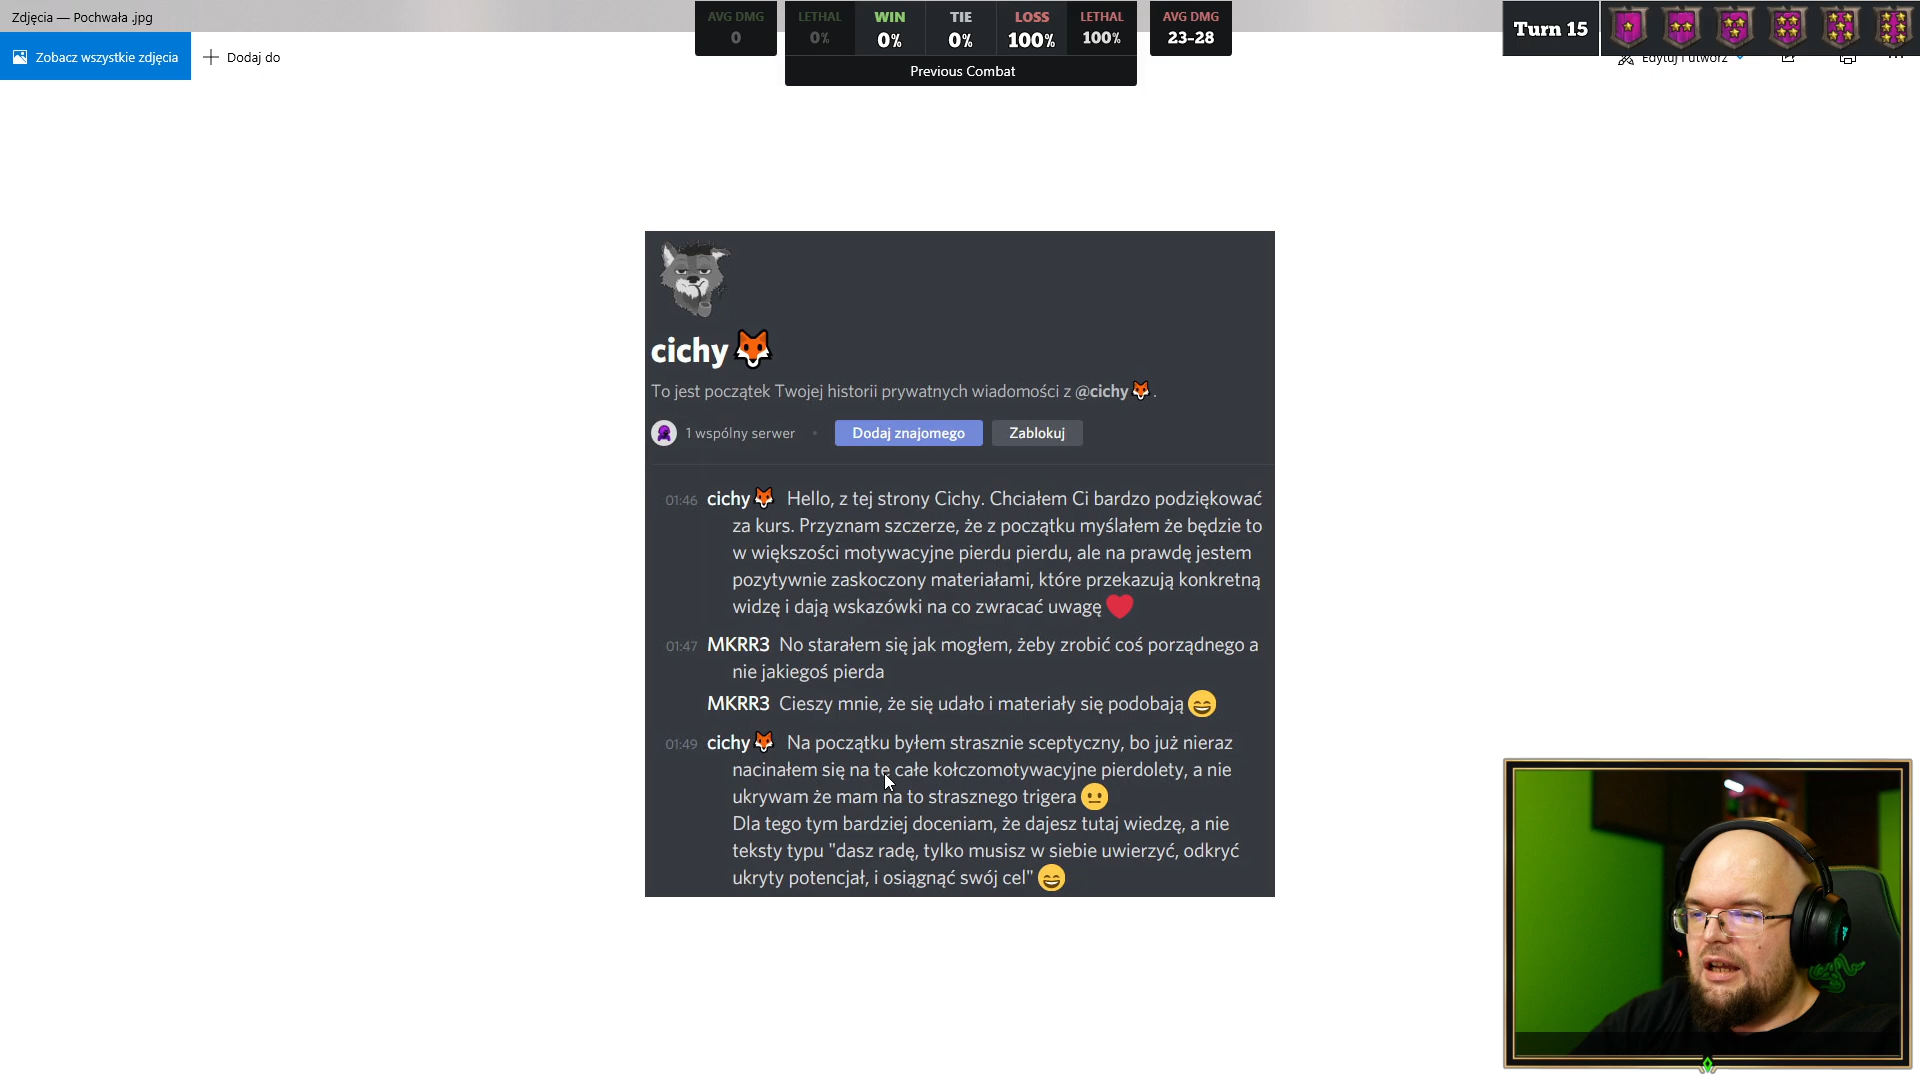 Zdjęcia — Pochwała .jpg
AVG DMG
0
LETHAL
0%
WIN
0%
TIE
0%
LOSS
100%
LETHAL
100%
AVG DMG
23-28
Previous Combat
Turn 15
Zobacz wszystkie zdjęcia
Dodaj do
Edytuj i utwórz
cichy
To jest początek Twojej historii prywatnych wiadomości z @cichy🦊.
1 wspólny serwer
Dodaj znajomego
Zablokuj
01:46 cichy🦊 Hello, z tej strony Cichy. Chciałem Ci bardzo podziękować
za kurs. Przyznam szczerze, że z początku myślałem że będzie to
w większości motywacyjne pierdu pierdu, ale na prawdę jestem
pozytywnie zaskoczony materiałami, które przekazują konkretną
widzę i dają wskazówki na co zwracać uwagę ❤️
01:47 MKRR3 No starałem się jak mogłem, żeby zrobić coś porządnego a
nie jakiegoś pierda
MKRR3 Cieszy mnie, że się udało i materiały się podobają 😄
01:49 cichy🦊 Na początku byłem strasznie sceptyczny, bo już nieraz
nacinałem się na te całe kołczomotywacyjne pierdolety, a nie
ukrywam że mam na to strasznego trigera 😐
Dla tego tym bardziej doceniam, że dajesz tutaj wiedzę, a nie
teksty typu "dasz radę, tylko musisz w siebie uwierzyć, odkryć
ukryty potencjał, i osiągnąć swój cel" 😄